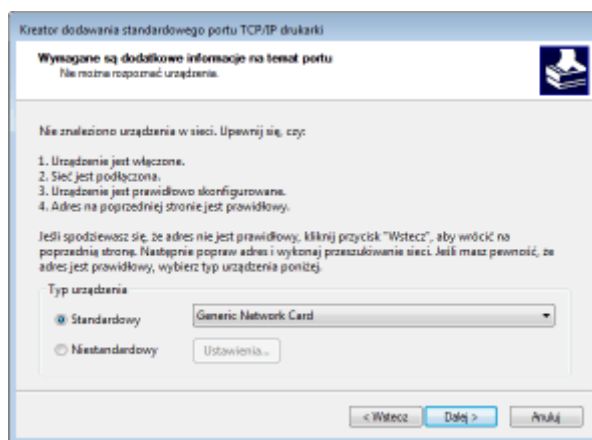 Kreator dodawania standardowego portu TCP/IP drukarki
Wymagane są dodatkowe informacje na temat portu
Nie można rozpoznać urządzenia.
Nie znaleziono urządzenia w sieci. Upewnij się, czy:
1. Urządzenie jest włączone.
2. Sieć jest podłączona.
3. Urządzenie jest prawidłowo skonfigurowane.
4. Adres na poprzedniej stronie jest prawidłowy.
Jeśli spodziewasz się, że adres nie jest prawidłowy, kliknij przycisk "Wstecz", aby wrócić na
poprzednią stronę. Następnie popraw adres i wykonaj przeszukiwanie sieci. Jeśli masz pewność, że
adres jest prawidłowy, wybierz typ urządzenia poniżej.
Typ urządzenia
Standardowy
Generic Network Card
Niestandardowy
Ustawienia...
< Wstecz
Dalej >
Anuluj